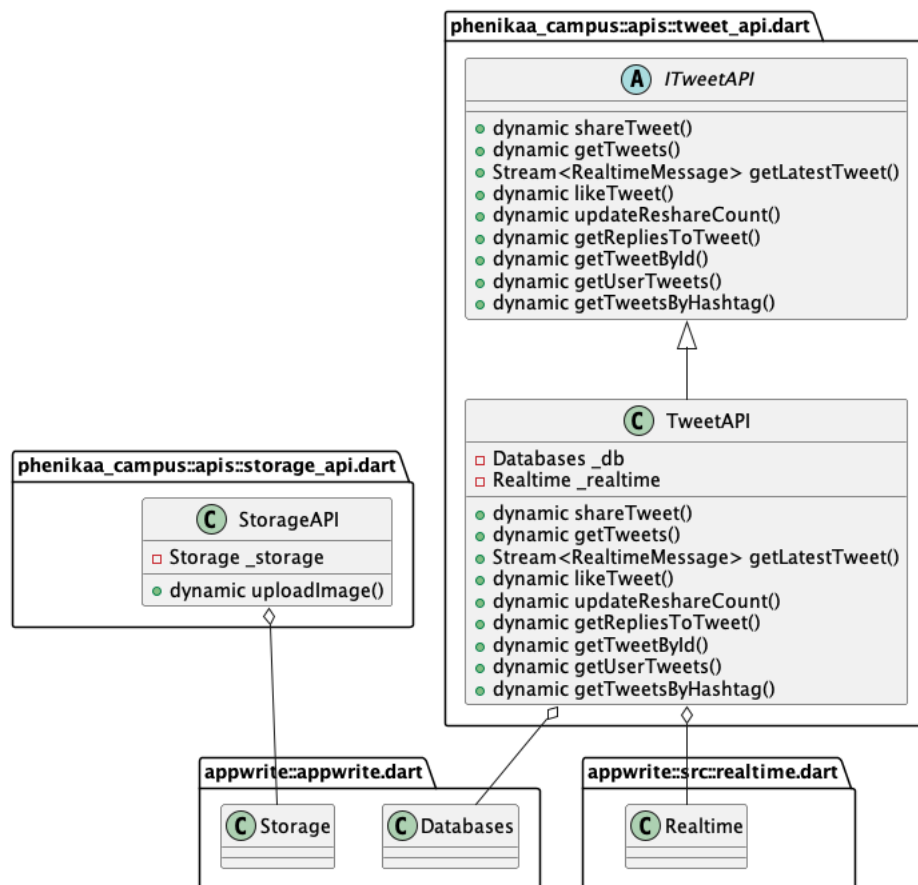 phenikaa_campus::apis::tweet_api.dart
A ITweetAPI
dynamic shareTweet()
dynamic getTweets()
Stream<RealtimeMessage> getLatestTweet()
dynamic likeTweet()
dynamic updateReshareCount()
dynamic getRepliesToTweet()
dynamic getTweetById()
dynamic getUserTweets()
dynamic getTweetsByHashtag()
C TweetAPI
Databases _db
Realtime _realtime
dynamic shareTweet()
dynamic getTweets()
Stream<RealtimeMessage> getLatestTweet()
dynamic likeTweet()
dynamic updateReshareCount()
dynamic getRepliesToTweet()
dynamic getTweetById()
dynamic getUserTweets()
dynamic getTweetsByHashtag()
phenikaa_campus::apis::storage_api.dart
C StorageAPI
Storage _storage
dynamic uploadImage()
appwrite::appwrite.dart
C Storage
C Databases
appwrite::src::realtime.dart
C Realtime